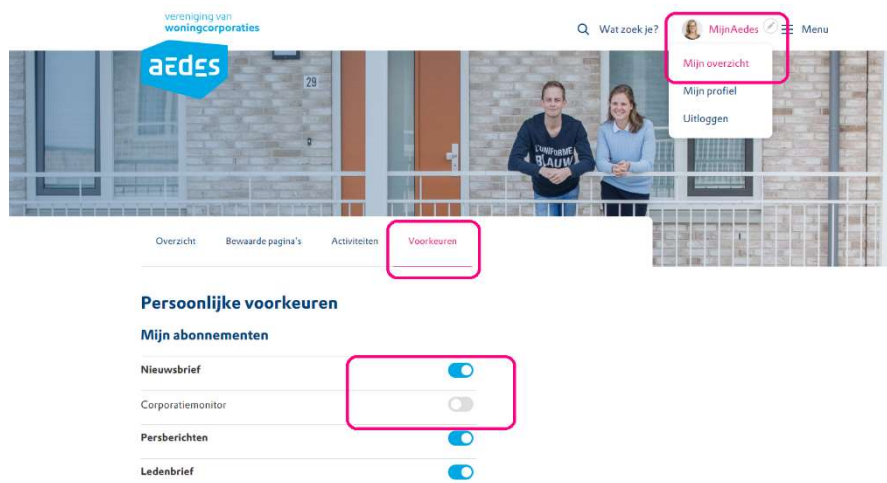 vereniging van
woningcorporaties
aedes
Wat zoek je?
MijnAedes
Menu
Mijn overzicht
Mijn profiel
Uitloggen
29
L'UNIFORME
BLAUW
Overzicht
Bewaarde pagina's
Activiteiten
Voorkeuren
Persoonlijke voorkeuren
Mijn abonnementen
Nieuwsbrief
Corporatiemonitor
Persberichten
Ledenbrief